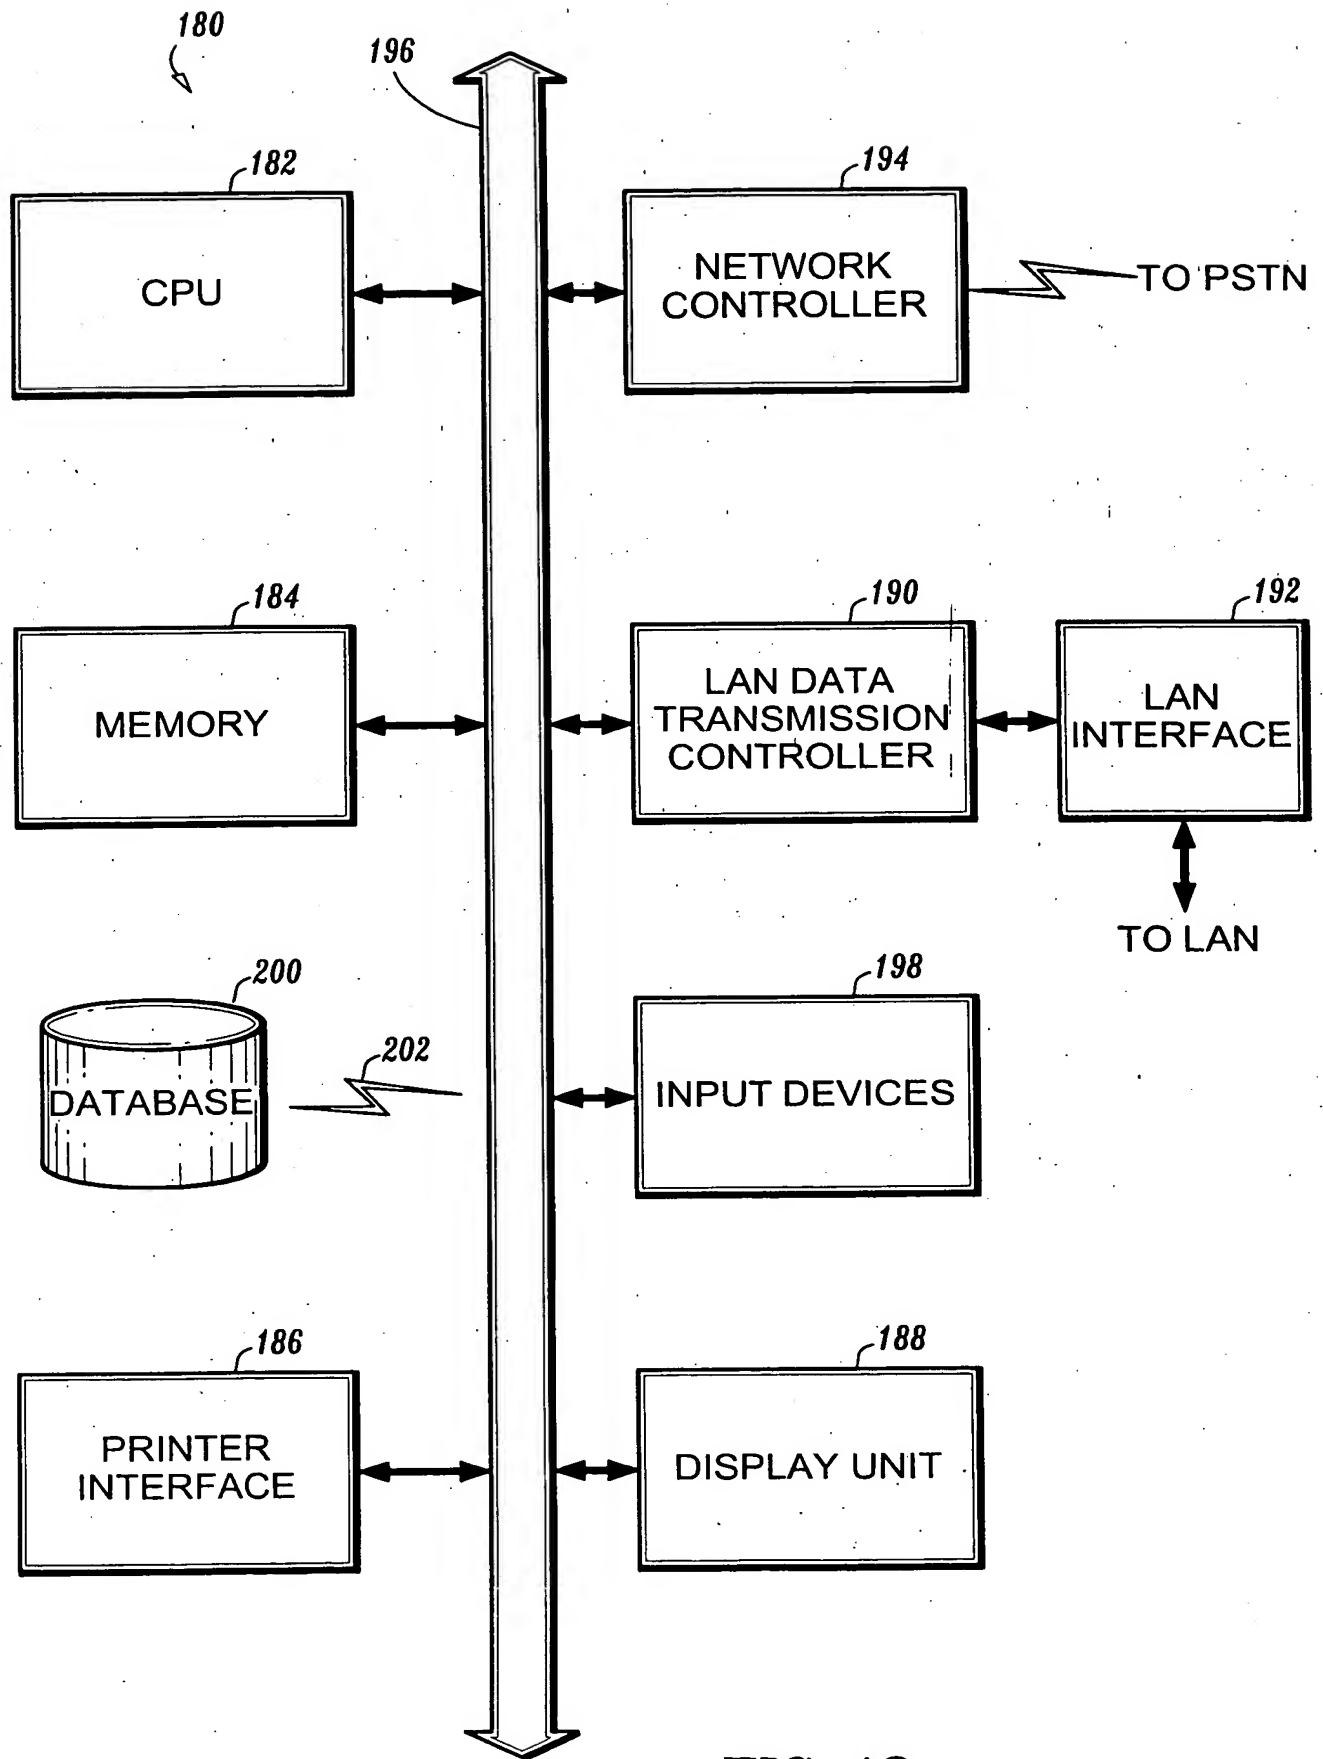 180
196
182
CPU
194
NETWORK
CONTROLLER
TO PSTN
184
MEMORY
190
LAN DATA
TRANSMISSION
CONTROLLER
192
LAN
INTERFACE
TO LAN
200
DATABASE
202
198
INPUT DEVICES
186
PRINTER
INTERFACE
188
DISPLAY UNIT